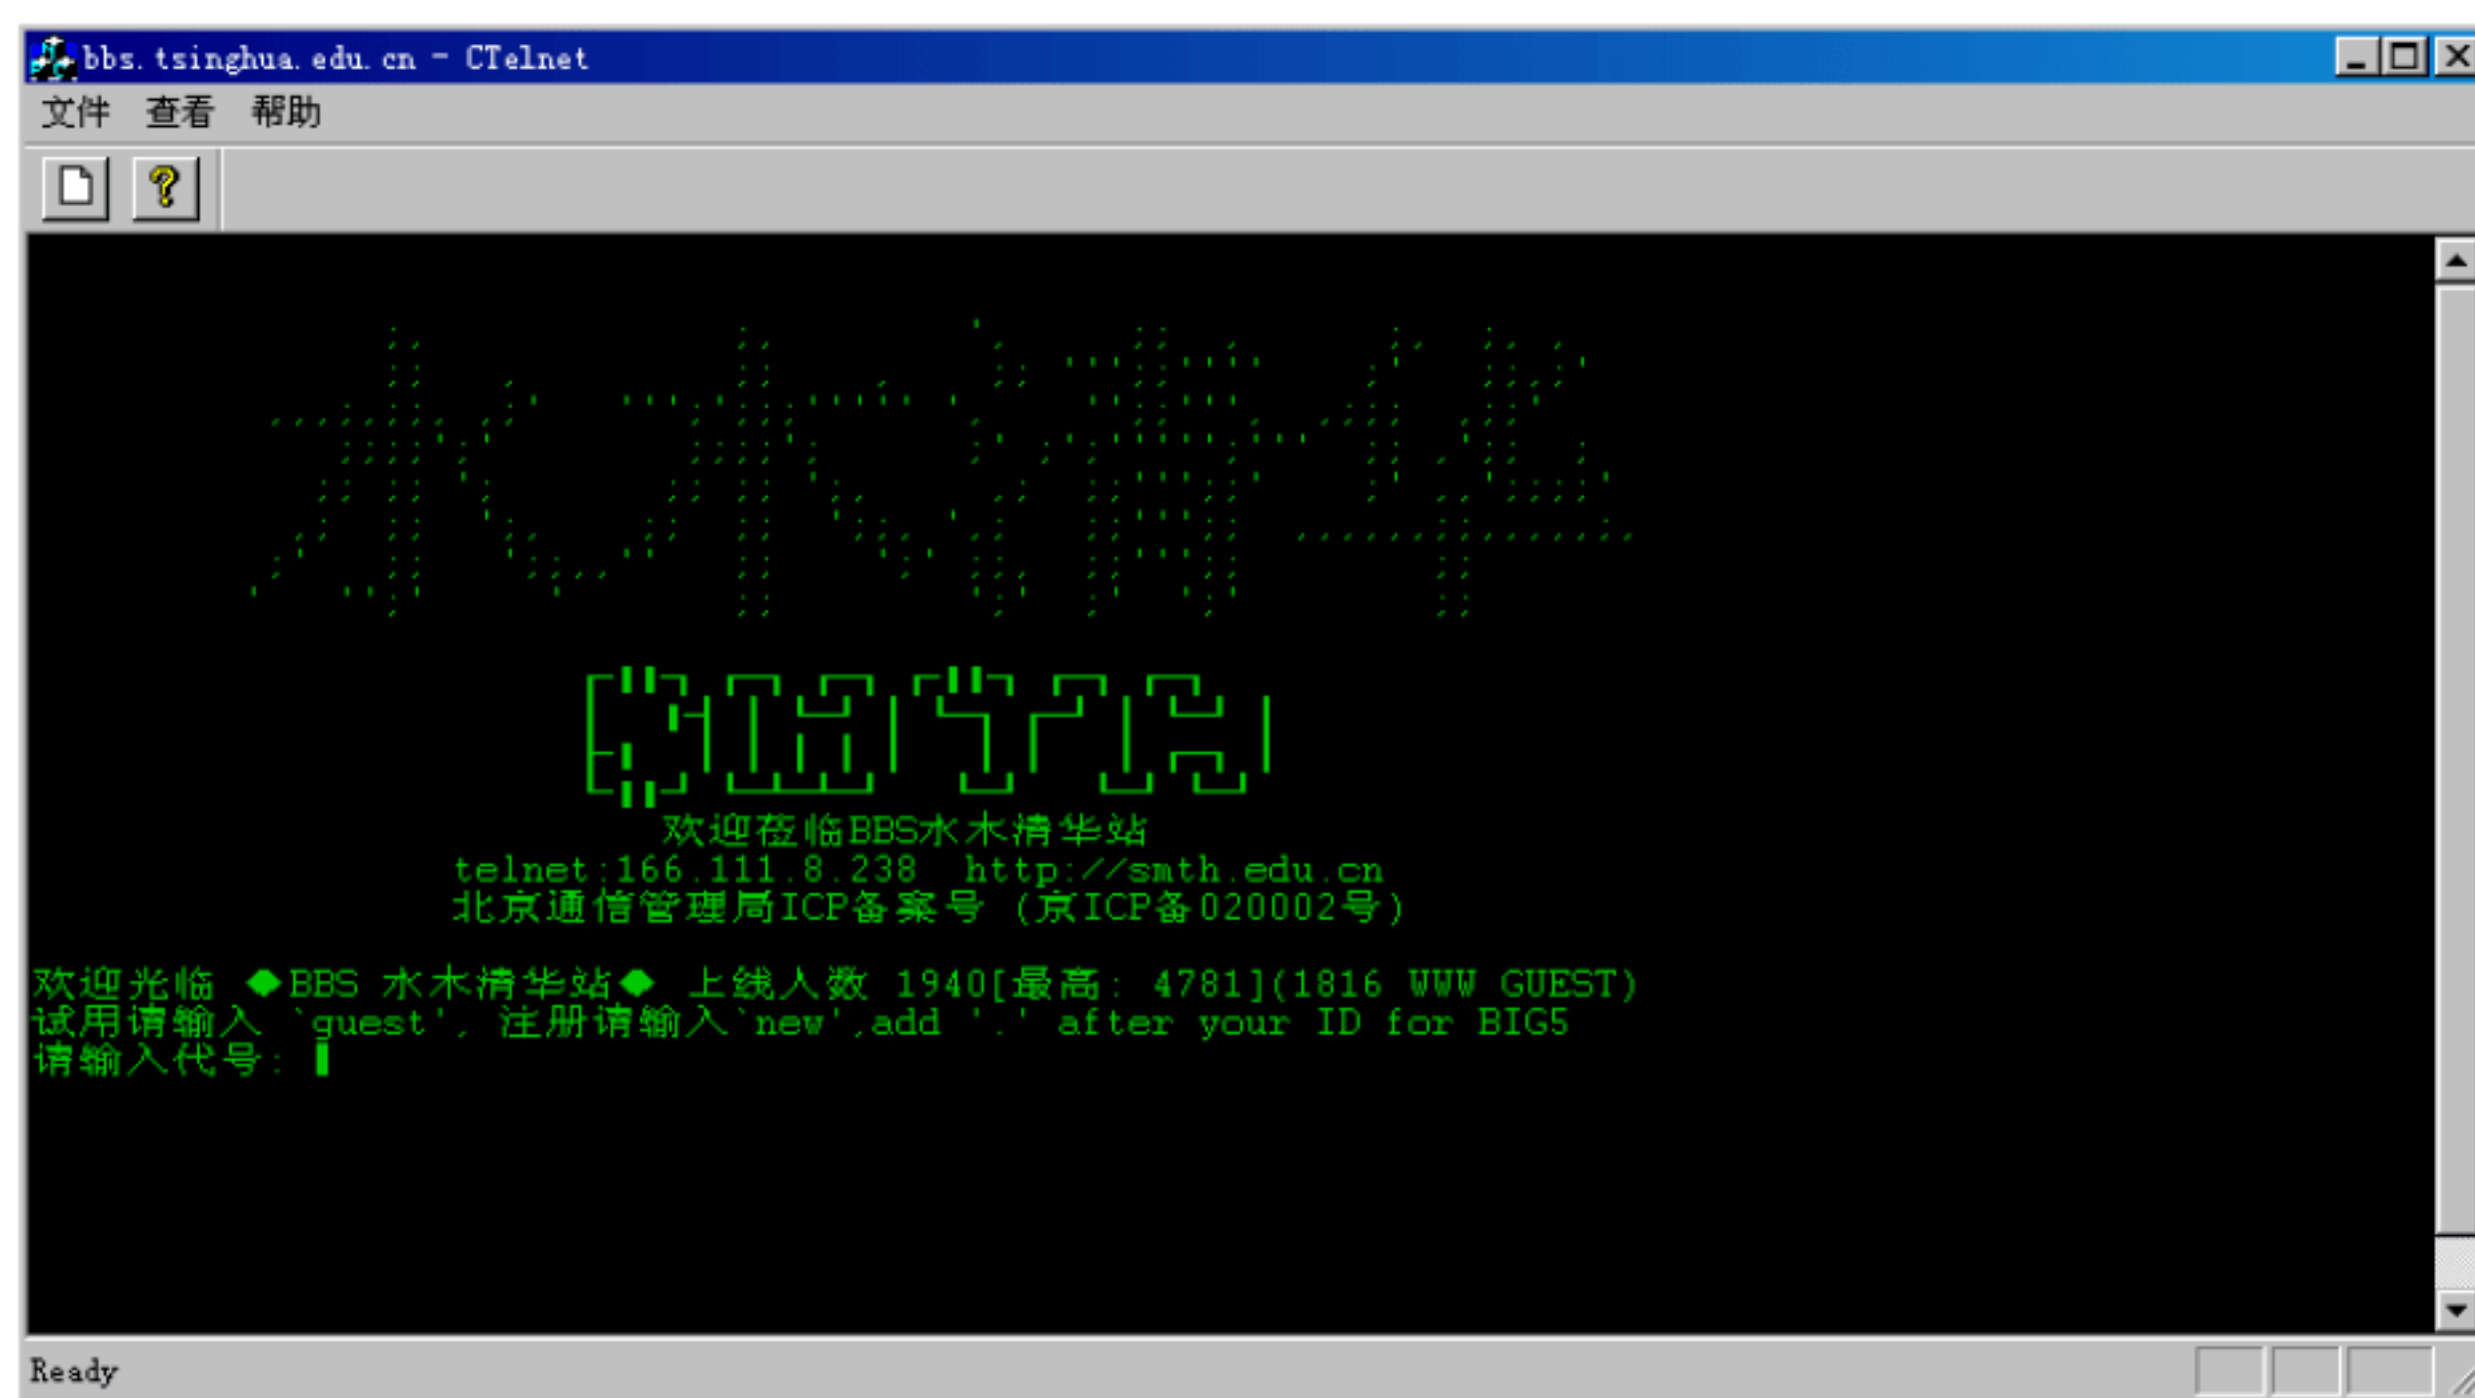 bbs.tsinghua.edu.cn - CTelnet
文件 查看 帮助
水木清华
欢迎莅临BBS水木清华站
telnet:166.111.8.238 http://smth.edu.cn
北京通信管理局ICP备案号 (京ICP备020002号)
欢迎光临 ◆BBS 水木清华站◆ 上线人数 1940[最高: 4781](1816 WWW GUEST)
试用请输入 `guest', 注册请输入`new',add '.' after your ID for BIG5
请输入代号:
Ready